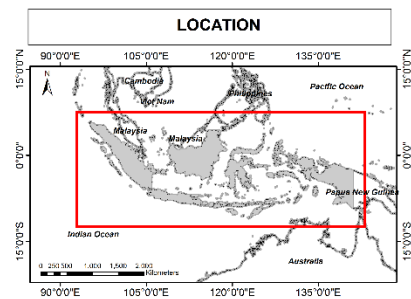 LOCATION
90°0'0"E 105°0'0"E 120°0'0"E 135°0'0"E
15°0'0"N 15°0'0"N
N
Cambodia
Viet Nam
Philippines
Pacific Ocean
Malaysia
Malaysia
0°0'0" 0°0'0"
Papua New Guinea
Indian Ocean
15°0'0"S 15°0'0"S
Australia
0 250 500 1.000 1.500 2.000
Kilometers
90°0'0"E 105°0'0"E 120°0'0"E 135°0'0"E